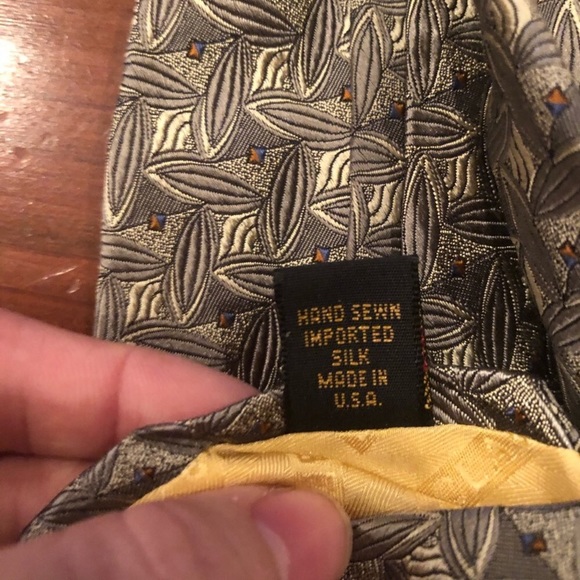 HAND SEWN
IMPORTED
SILK
MADE IN
U.S.A.